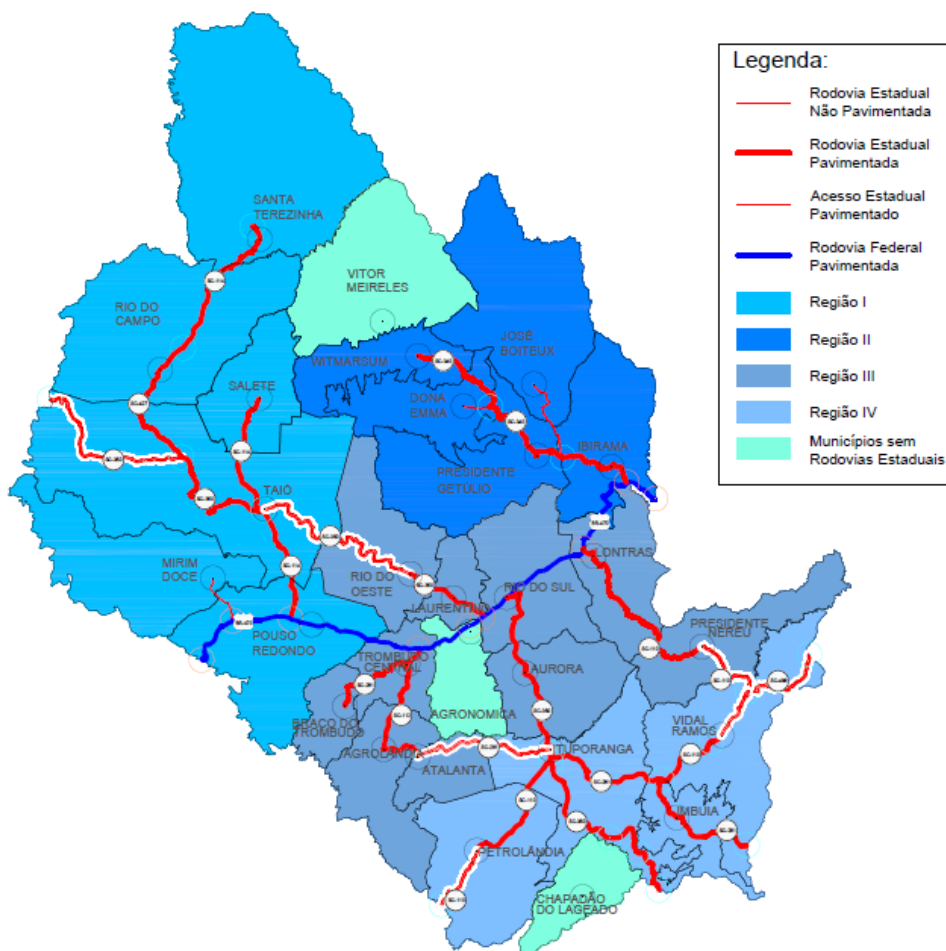 Legenda:
Rodovia Estadual
Não Pavimentada
Rodovia Estadual
Pavimentada
Acesso Estadual
Pavimentado
Rodovia Federal
Pavimentada
Região I
Região II
Região III
Região IV
Municípios sem
Rodovias Estaduais
SANTA
TEREZINHA
VITOR
MEIRELES
RIO DO
CAMPO
JOSÉ
BOITEUX
WITMARSUM
SALETE
DONA
EMMA
IBIRAMA
PRESIDENTE
GETÚLIO
TAIÓ
MIRIM
DOCE
RIO DO
OESTE
LONTRAS
RIO DO SUL
LAURENTINO
POUSO
REDONDO
PRESIDENTE
NEREU
TROMBUDO
CENTRAL
AURORA
BRAÇO DO
TROMBUDO
AGRONOMICA
VIDAL
RAMOS
AGROLÂNDIA
ITUPORANGA
ATALANTA
IMBUIA
PETROLÂNDIA
CHAPADÃO
DO LAGEADO